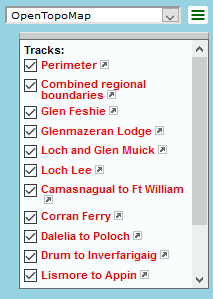 OpenTopoMap
Tracks:
Perimeter
Combined regional
boundaries
Glen Feshie
Glenmazeran Lodge
Loch and Glen Muick
Loch Lee
Camasnagual to Ft William
Corran Ferry
Dalelia to Poloch
Drum to Inverfarigaig
Lismore to Appin